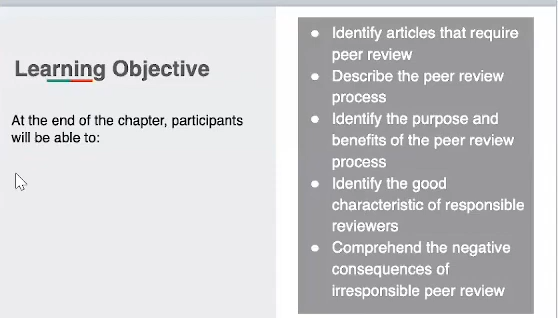 Learning Objective
At the end of the chapter, participants
will be able to:
● Identify articles that require
peer review
● Describe the peer review
process
● Identify the purpose and
benefits of the peer review
process
● Identify the good
characteristic of responsible
reviewers
● Comprehend the negative
consequences of
irresponsible peer review